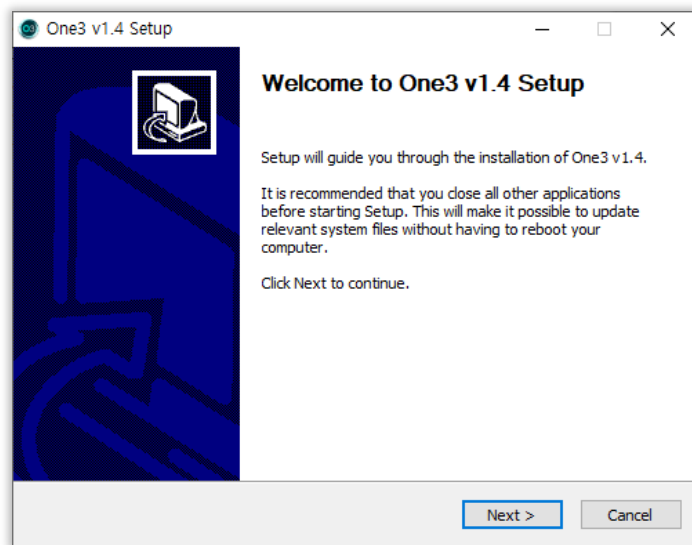 One3 v1.4 Setup
Welcome to One3 v1.4 Setup
Setup will guide you through the installation of One3 v1.4.
It is recommended that you close all other applications
before starting Setup. This will make it possible to update
relevant system files without having to reboot your
computer.
Click Next to continue.
Next >
Cancel